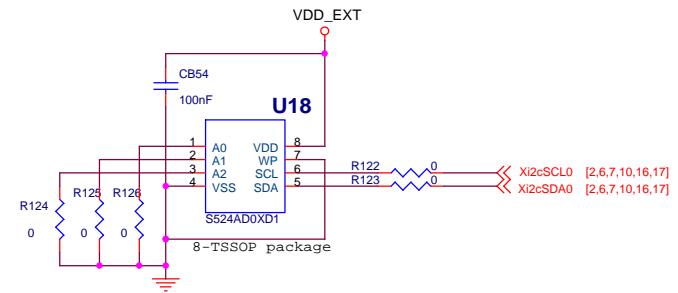 VDD_EXT
CB54
100nF
U18
1 A0 VDD 8
2 A1 WP 7
3 A2 SCL 6
4 VSS SDA 5
R122 0 Xi2cSCL0 [2,6,7,10,16,17]
R123 0 Xi2cSDA0 [2,6,7,10,16,17]
R124 R125 R126
0 0 0
S524AD0XD1
8-TSSOP package